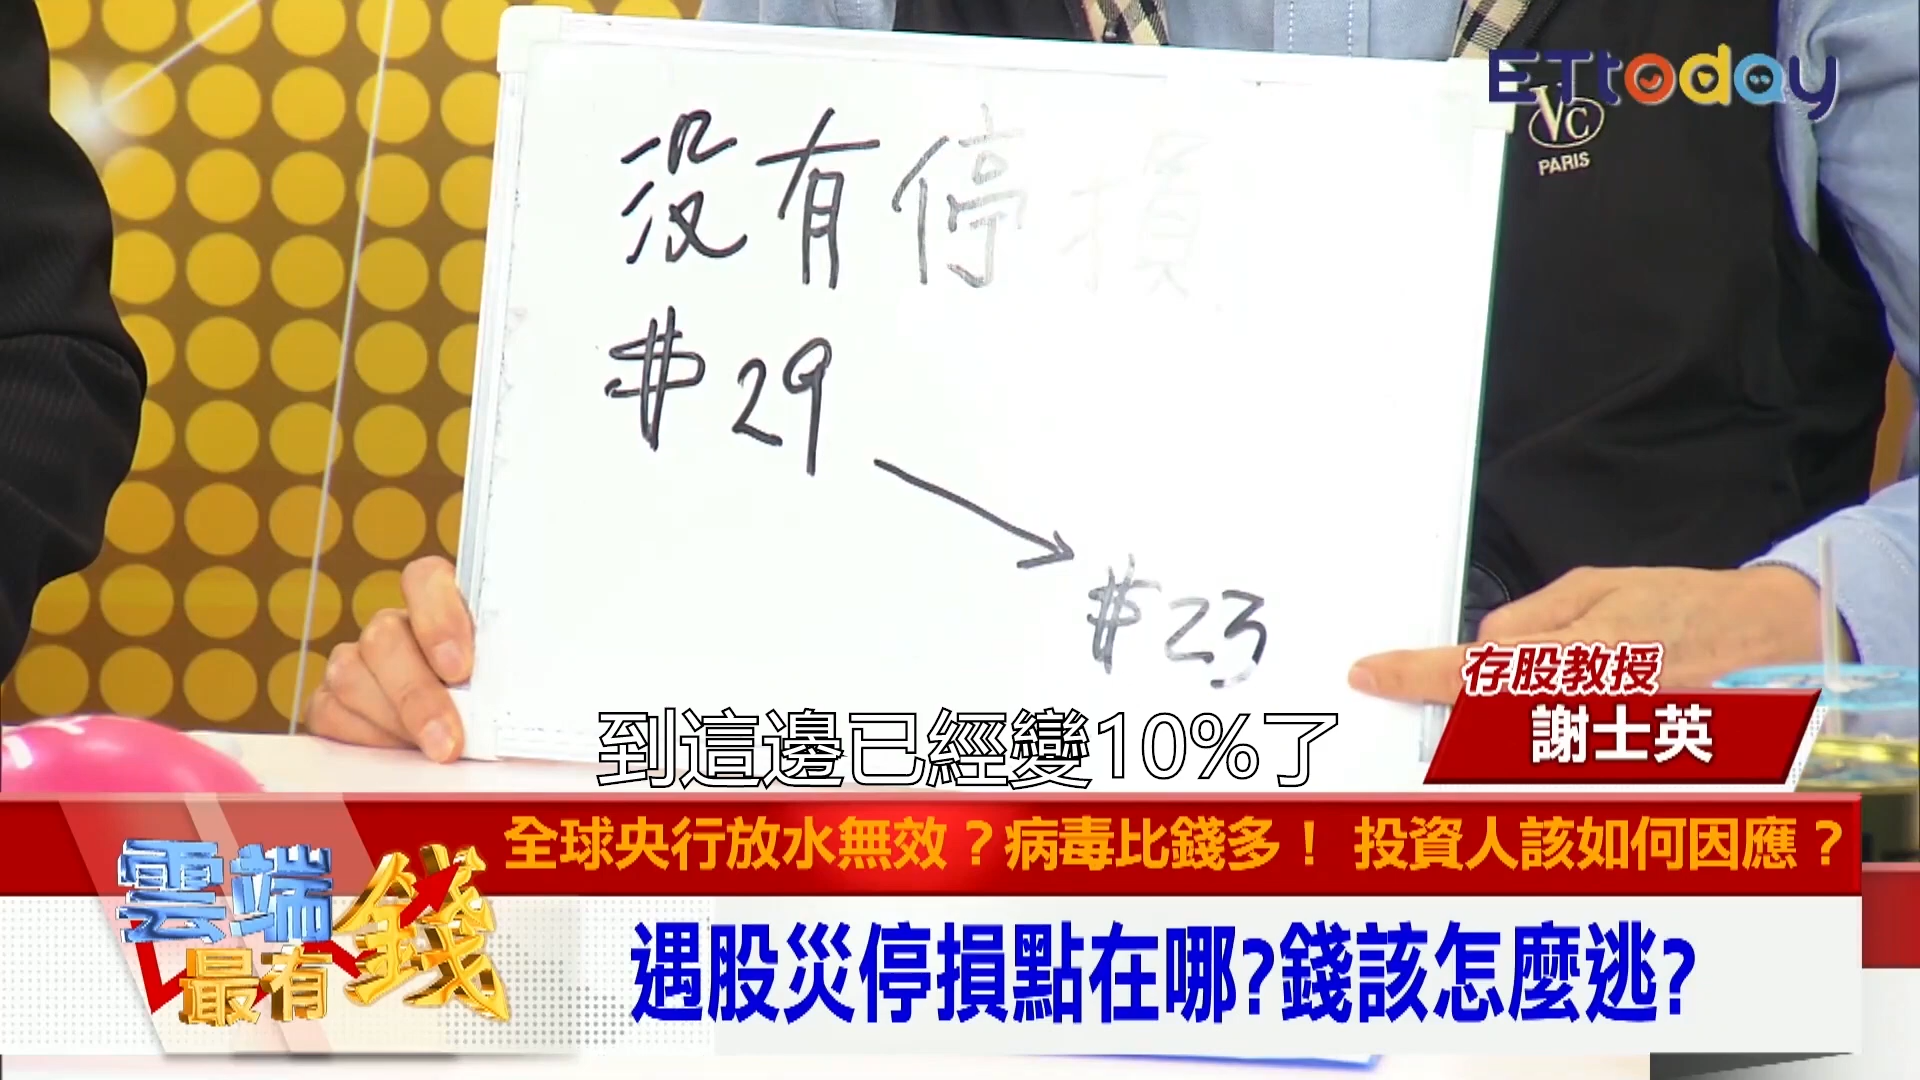 沒有停損
$29
$23
ETtoday
VC
PARIS
存股教授
謝士英
到這邊已經變10%了
全球央行放水無效？病毒比錢多！ 投資人該如何因應？
雲端最有錢
遇股災停損點在哪?錢該怎麼逃?